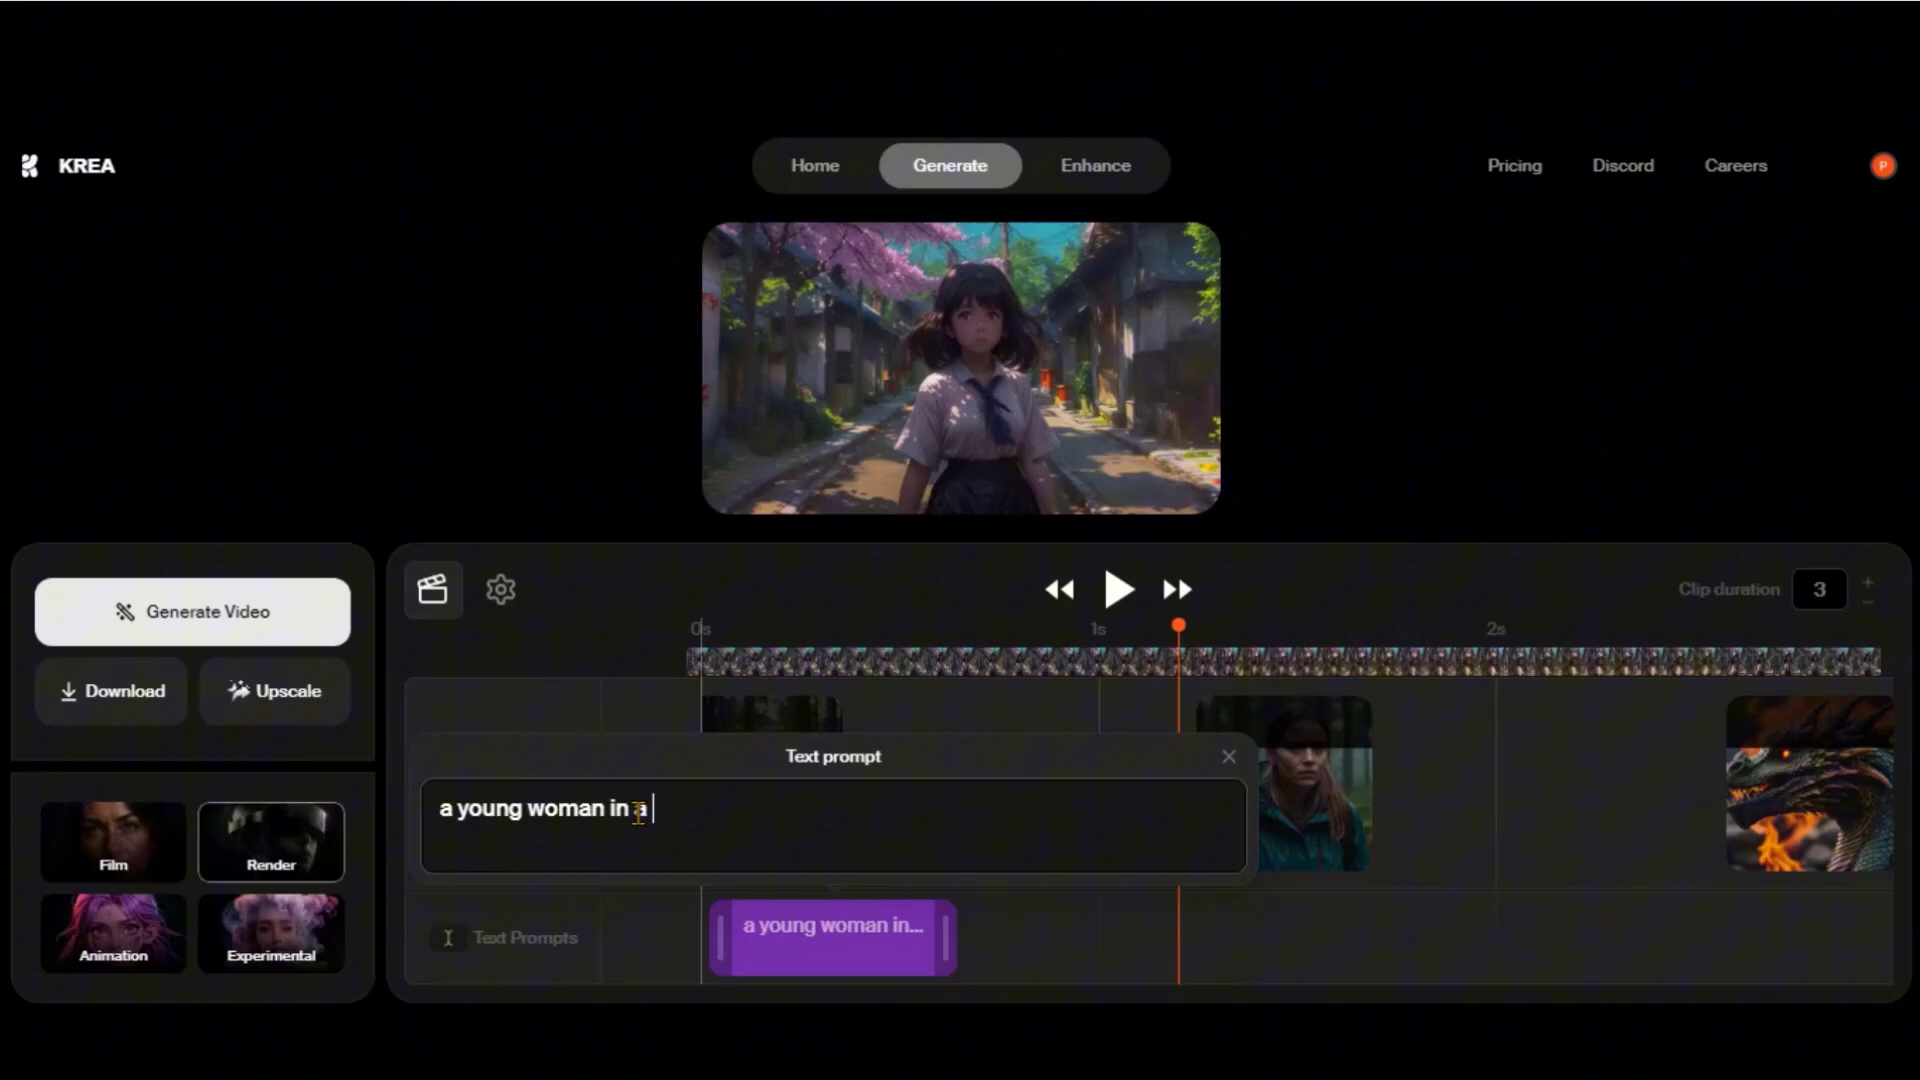 KREA
Home
Generate
Enhance
Pricing
Discord
Careers
P
Generate Video
Download
Upscale
Clip duration
3
0s
1s
2s
Text prompt
a young woman in a
Film
Render
Animation
Experimental
Text Prompts
a young woman in...